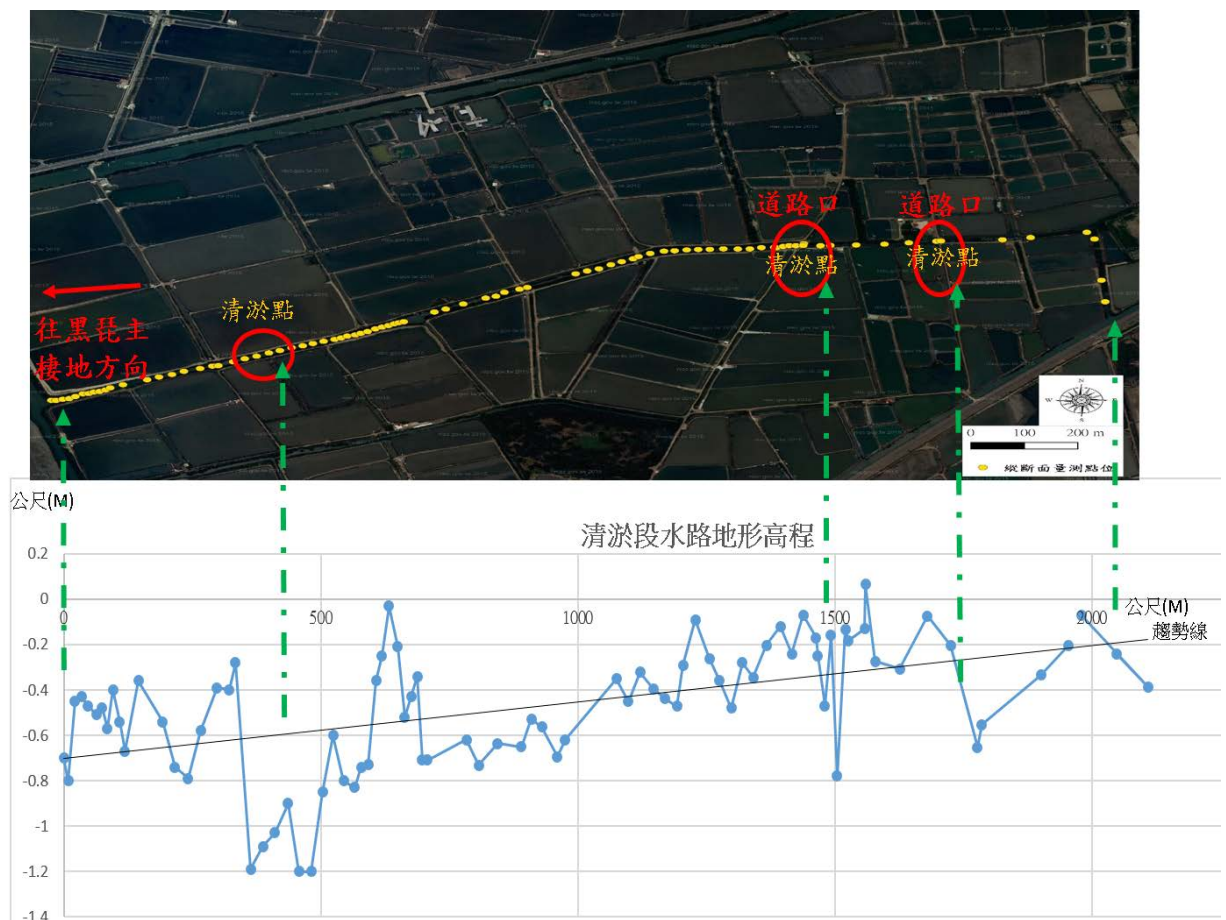 道路口
道路口
清淤點
清淤點
清淤點
往黑琵主
棲地方向
N
W
E
S
0 100 200 m
縱斷面量測點位
公尺(M)
清淤段水路地形高程
0.2
0
-0.2
-0.4
-0.6
-0.8
-1
-1.2
-1.4
0
500
1000
1500
2000
公尺(M)
趨勢線